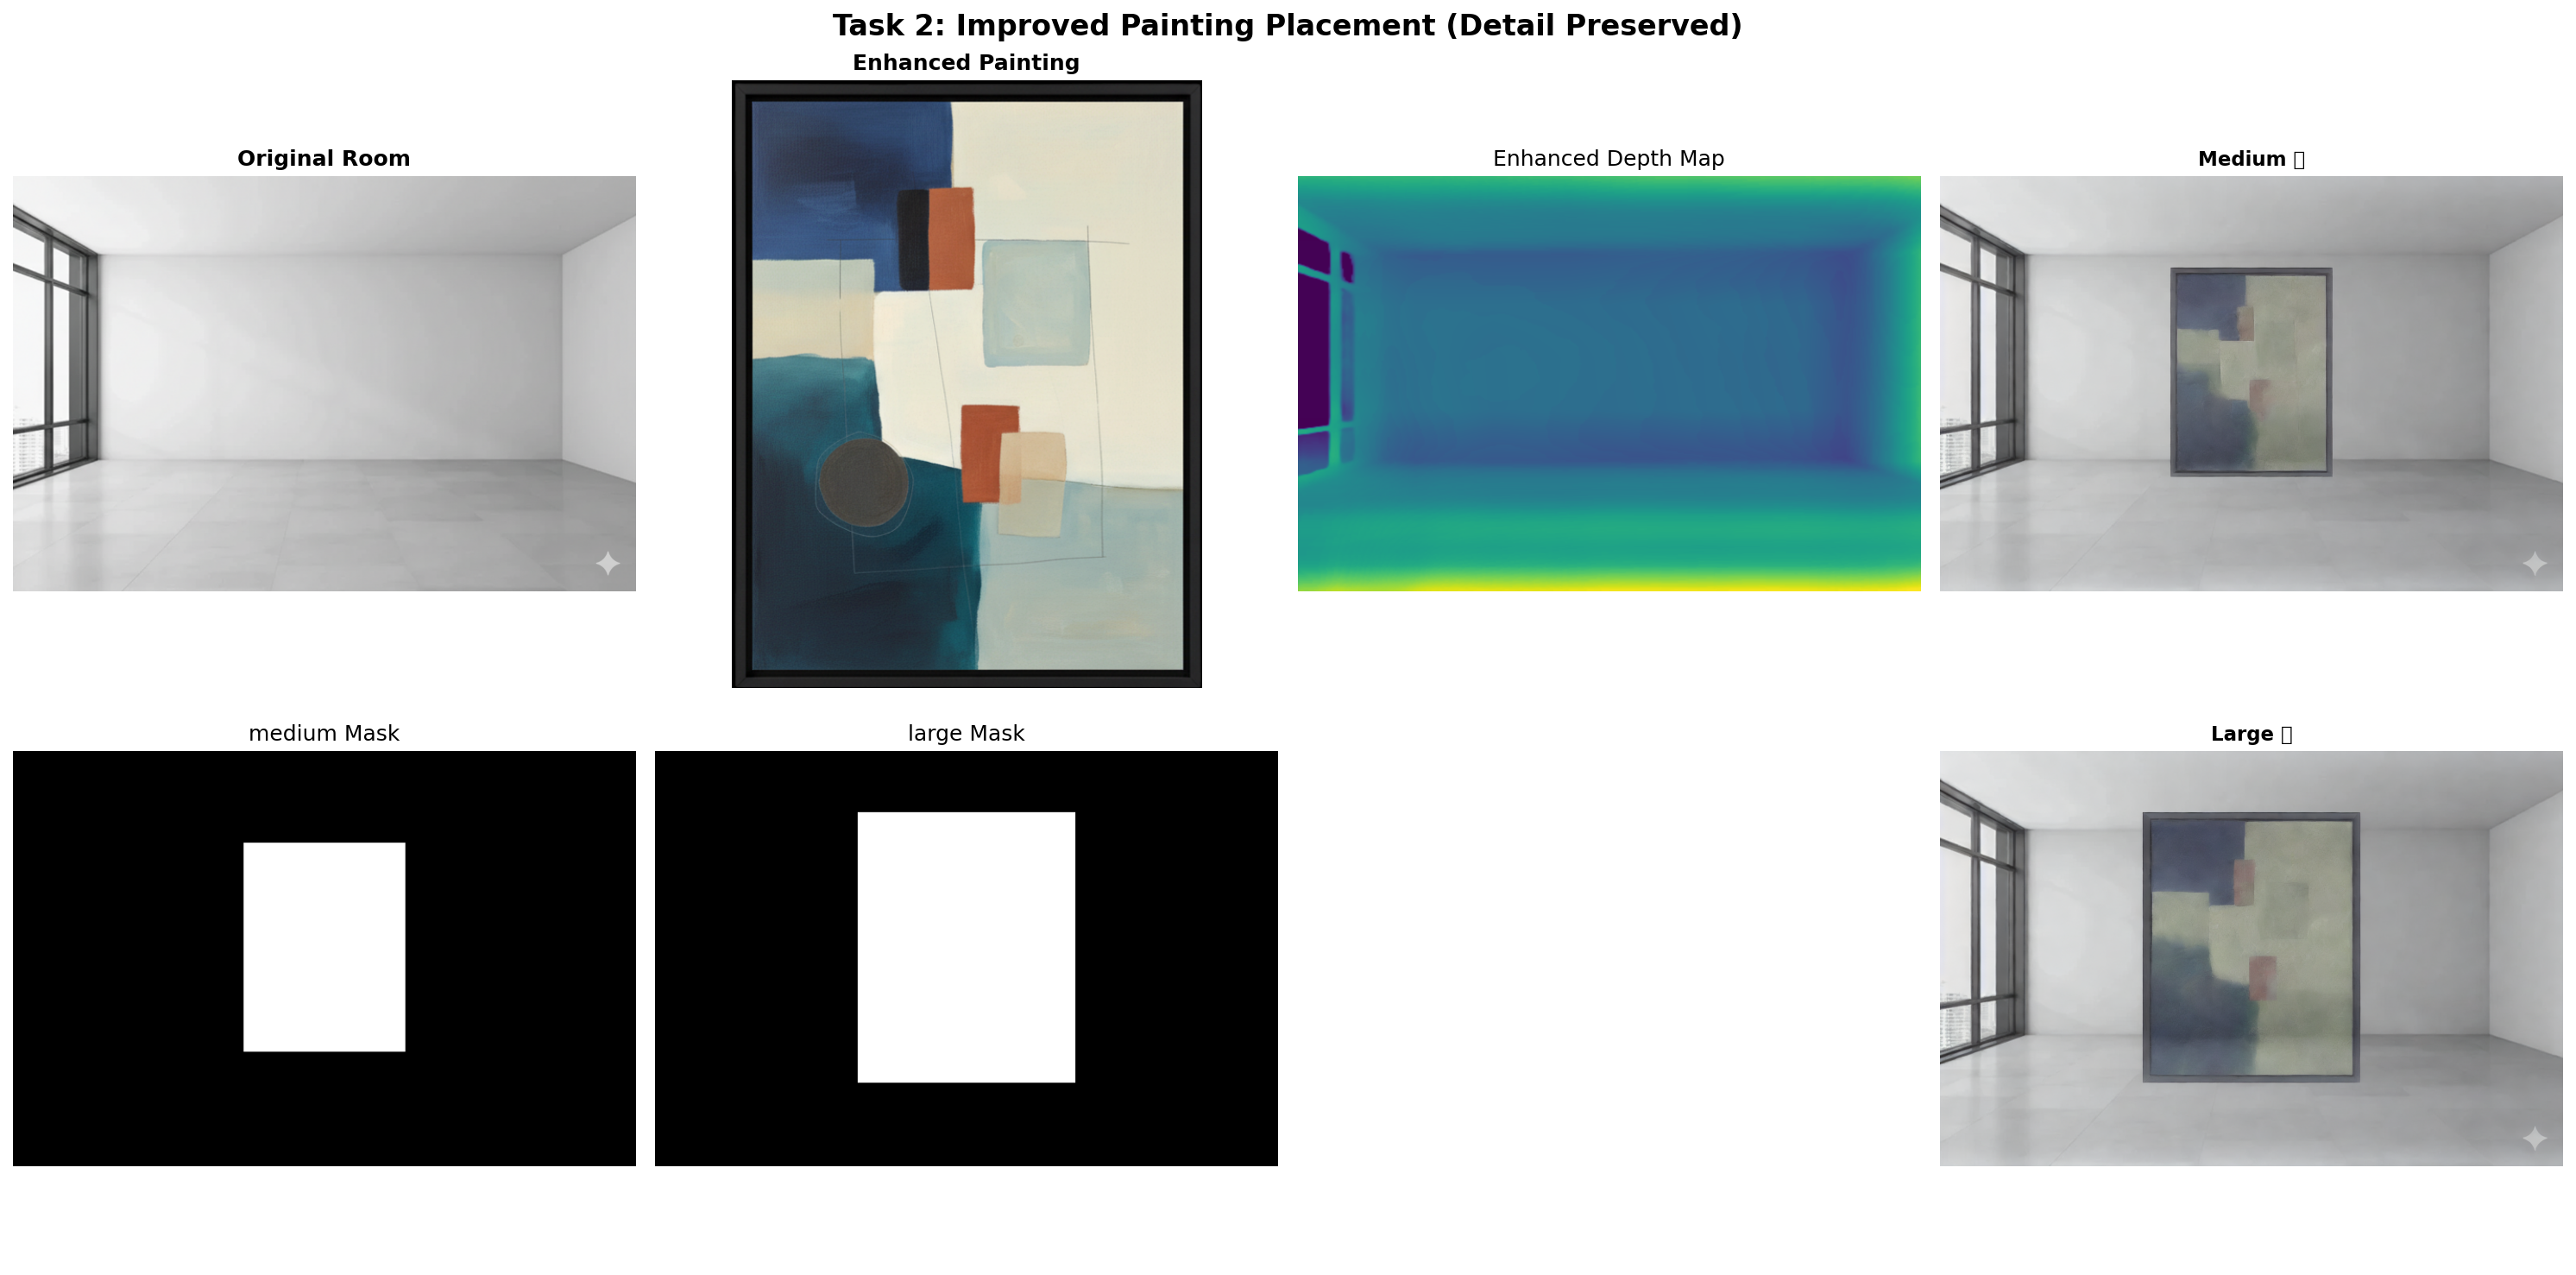 Task 2: Improved Painting Placement (Detail Preserved)
Enhanced Painting
Original Room
Enhanced Depth Map
Medium
medium Mask
large Mask
Large